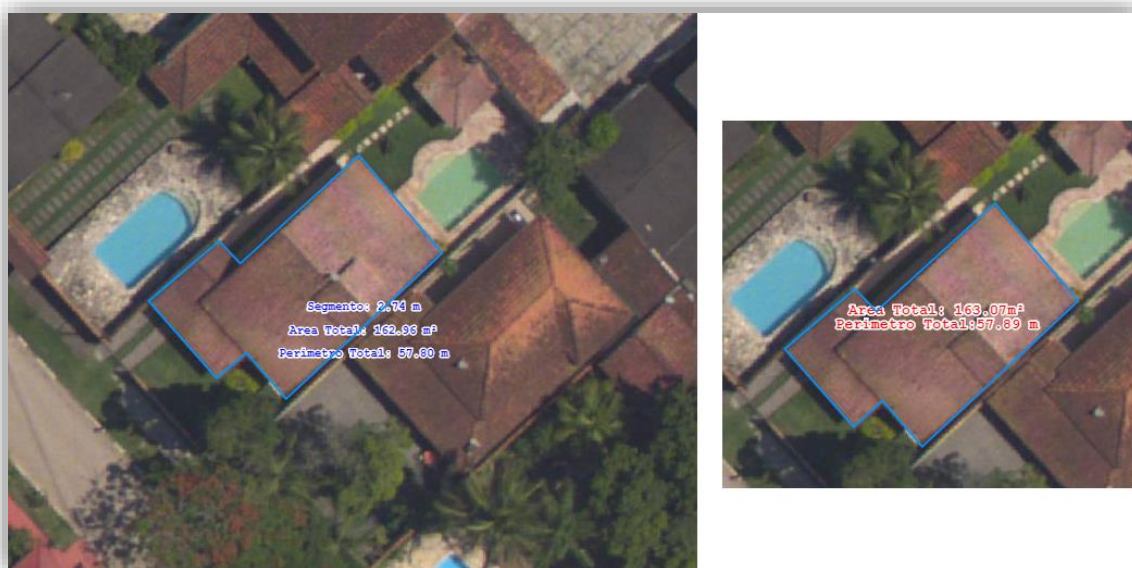 Segmento: 2.74 m
Area Total: 162.96 m²
Perimetro Total: 57.80 m
Area Total: 163.07m²
Perimetro Total:57.89 m